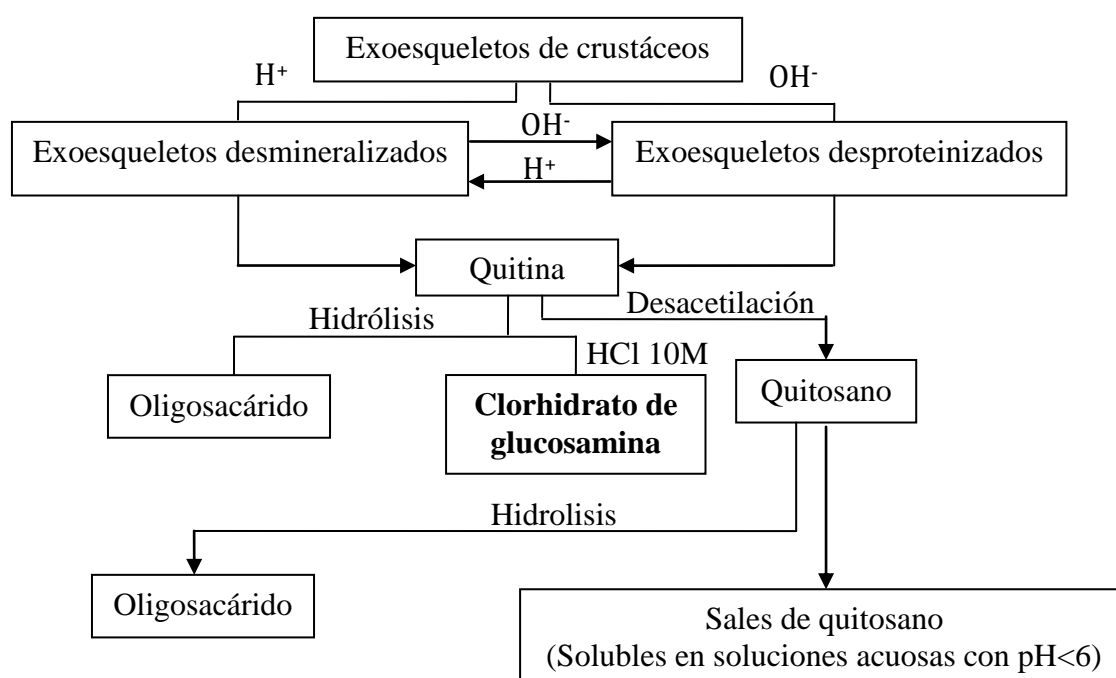 Exoesqueletos de crustáceos
H+
OH-
Exoesqueletos desmineralizados
OH-
H+
Exoesqueletos desproteinizados
Quitina
Desacetilación
Hidrólisis
HCl 10M
Oligosacárido
Clorhidrato de
glucosamina
Quitosano
Hidrolisis
Oligosacárido
Sales de quitosano
(Solubles en soluciones acuosas con pH<6)